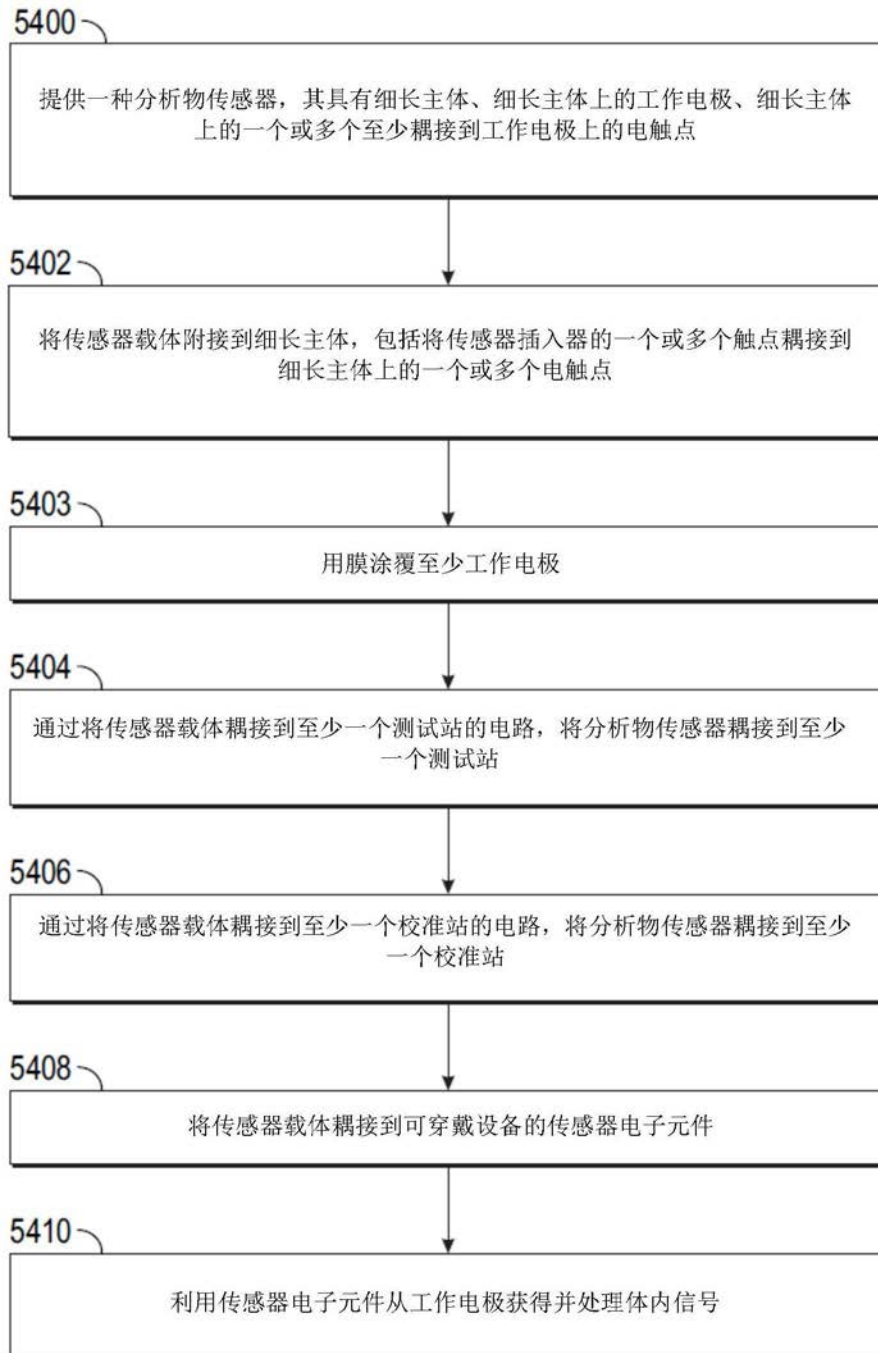 5400
提供一种分析物传感器，其具有细长主体、细长主体上的工作电极、细长主体
上的一个或多个至少耦接到工作电极上的电触点
5402
将传感器载体附接到细长主体，包括将传感器插入器的一个或多个触点耦接到
细长主体上的一个或多个电触点
5403
用膜涂覆至少工作电极
5404
通过将传感器载体耦接到至少一个测试站的电路，将分析物传感器耦接到至少
一个测试站
5406
通过将传感器载体耦接到至少一个校准站的电路，将分析物传感器耦接到至少
一个校准站
5408
将传感器载体耦接到可穿戴设备的传感器电子元件
5410
利用传感器电子元件从工作电极获得并处理体内信号